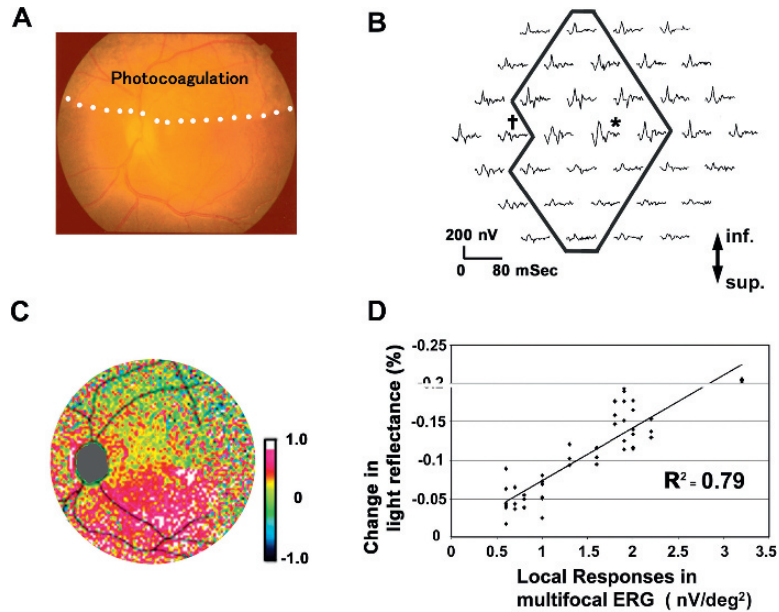 A
Photocoagulation
B
†
*
200 nV
0 80 mSec
inf.
sup.
C
1.0
0
-1.0
D
Change in
light reflectance (%)
-0.25
-0.2
-0.15
-0.1
-0.05
0
R² = 0.79
0 0.5 1 1.5 2 2.5 3 3.5
Local Responses in
multifocal ERG ( nV/deg²)